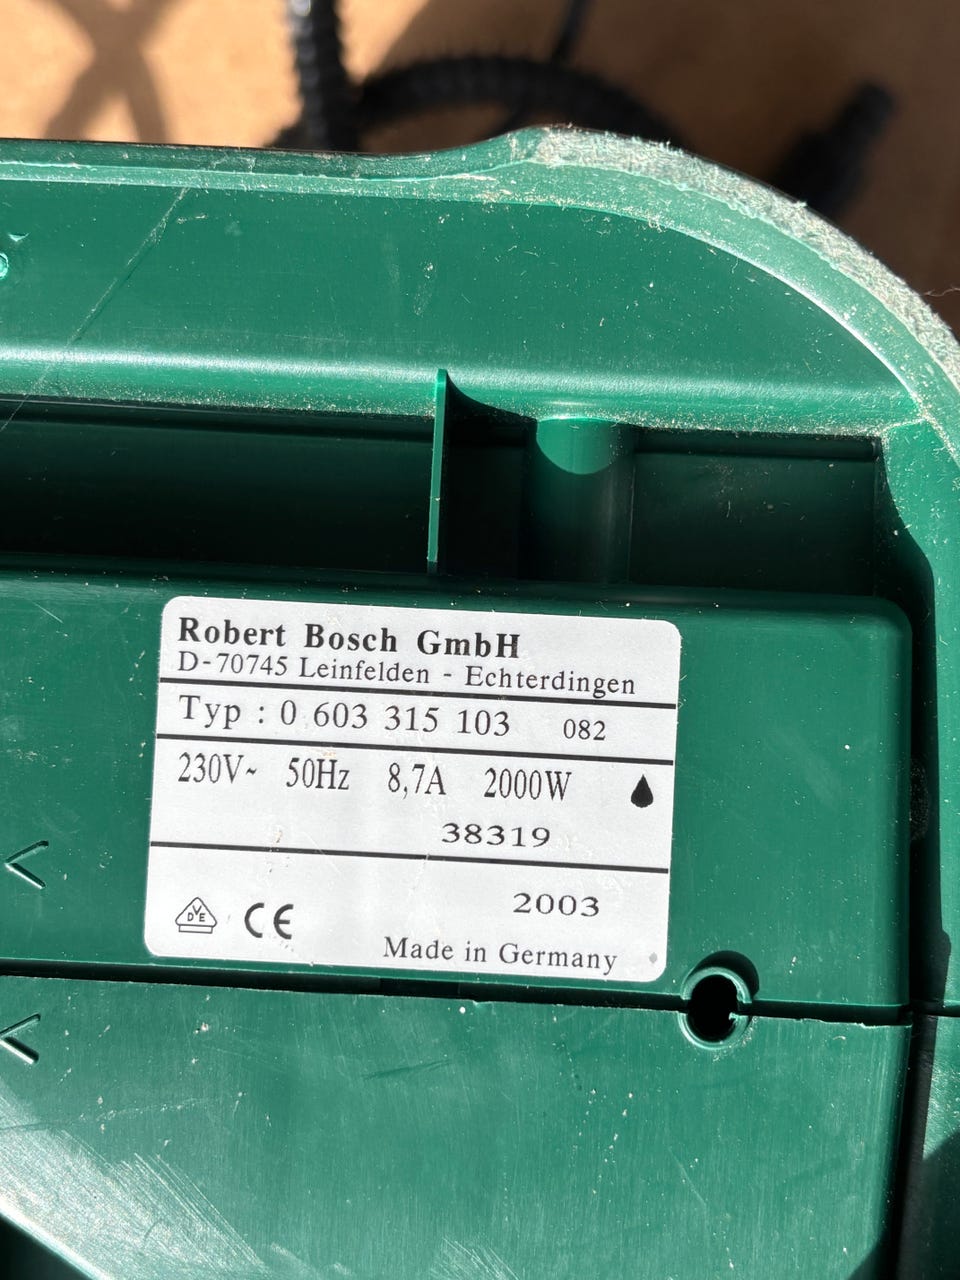 Robert Bosch GmbH
D-70745 Leinfelden - Echterdingen
Typ : 0 603 315 103 082
230V~ 50Hz 8,7A 2000W
38319
2003
VDE CE
Made in Germany